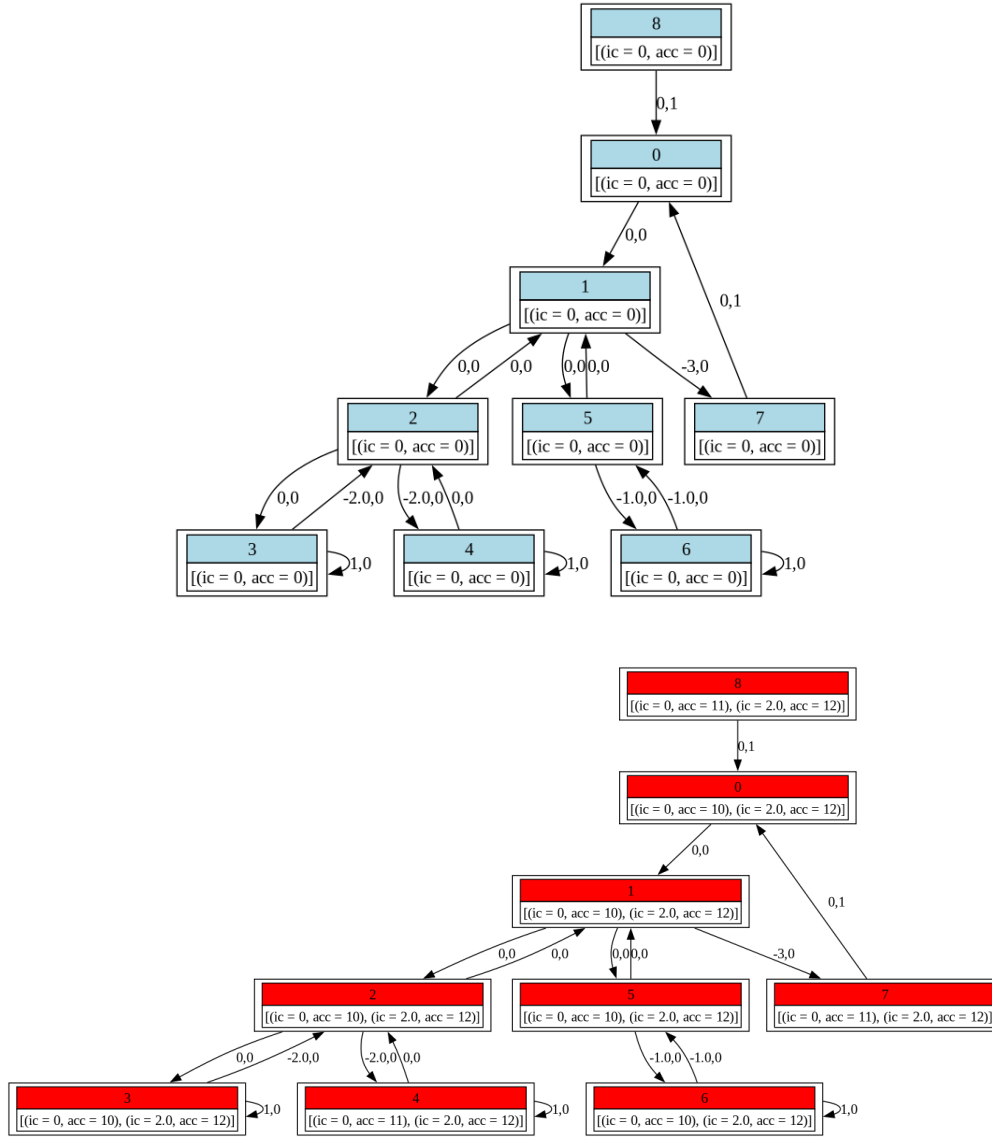 8
[(ic = 0, acc = 0)]
0,1
0
[(ic = 0, acc = 0)]
0,0
1
[(ic = 0, acc = 0)]
0,1
0,0 0,0 0,0 0,0 -3,0
2 5 7
[(ic = 0, acc = 0)] [(ic = 0, acc = 0)] [(ic = 0, acc = 0)]
0,0 -2.0,0 -2.0,0 0,0 -1.0,0 -1.0,0
3 4 6
1,0 1,0 1,0
[(ic = 0, acc = 0)] [(ic = 0, acc = 0)] [(ic = 0, acc = 0)]
8
[(ic = 0, acc = 11), (ic = 2.0, acc = 12)]
0,1
0
[(ic = 0, acc = 10), (ic = 2.0, acc = 12)]
0,0
1
0,1
[(ic = 0, acc = 10), (ic = 2.0, acc = 12)]
0,0 0,0 0,0 0,0 -3,0
2 5 7
[(ic = 0, acc = 10), (ic = 2.0, acc = 12)] [(ic = 0, acc = 10), (ic = 2.0, acc = 12)] [(ic = 0, acc = 11), (ic = 2.0, acc = 12)]
0,0 -2.0,0 -2.0,0 0,0 -1.0,0 -1.0,0
3 4 6
1,0 1,0 1,0
[(ic = 0, acc = 10), (ic = 2.0, acc = 12)] [(ic = 0, acc = 11), (ic = 2.0, acc = 12)] [(ic = 0, acc = 10), (ic = 2.0, acc = 12)]